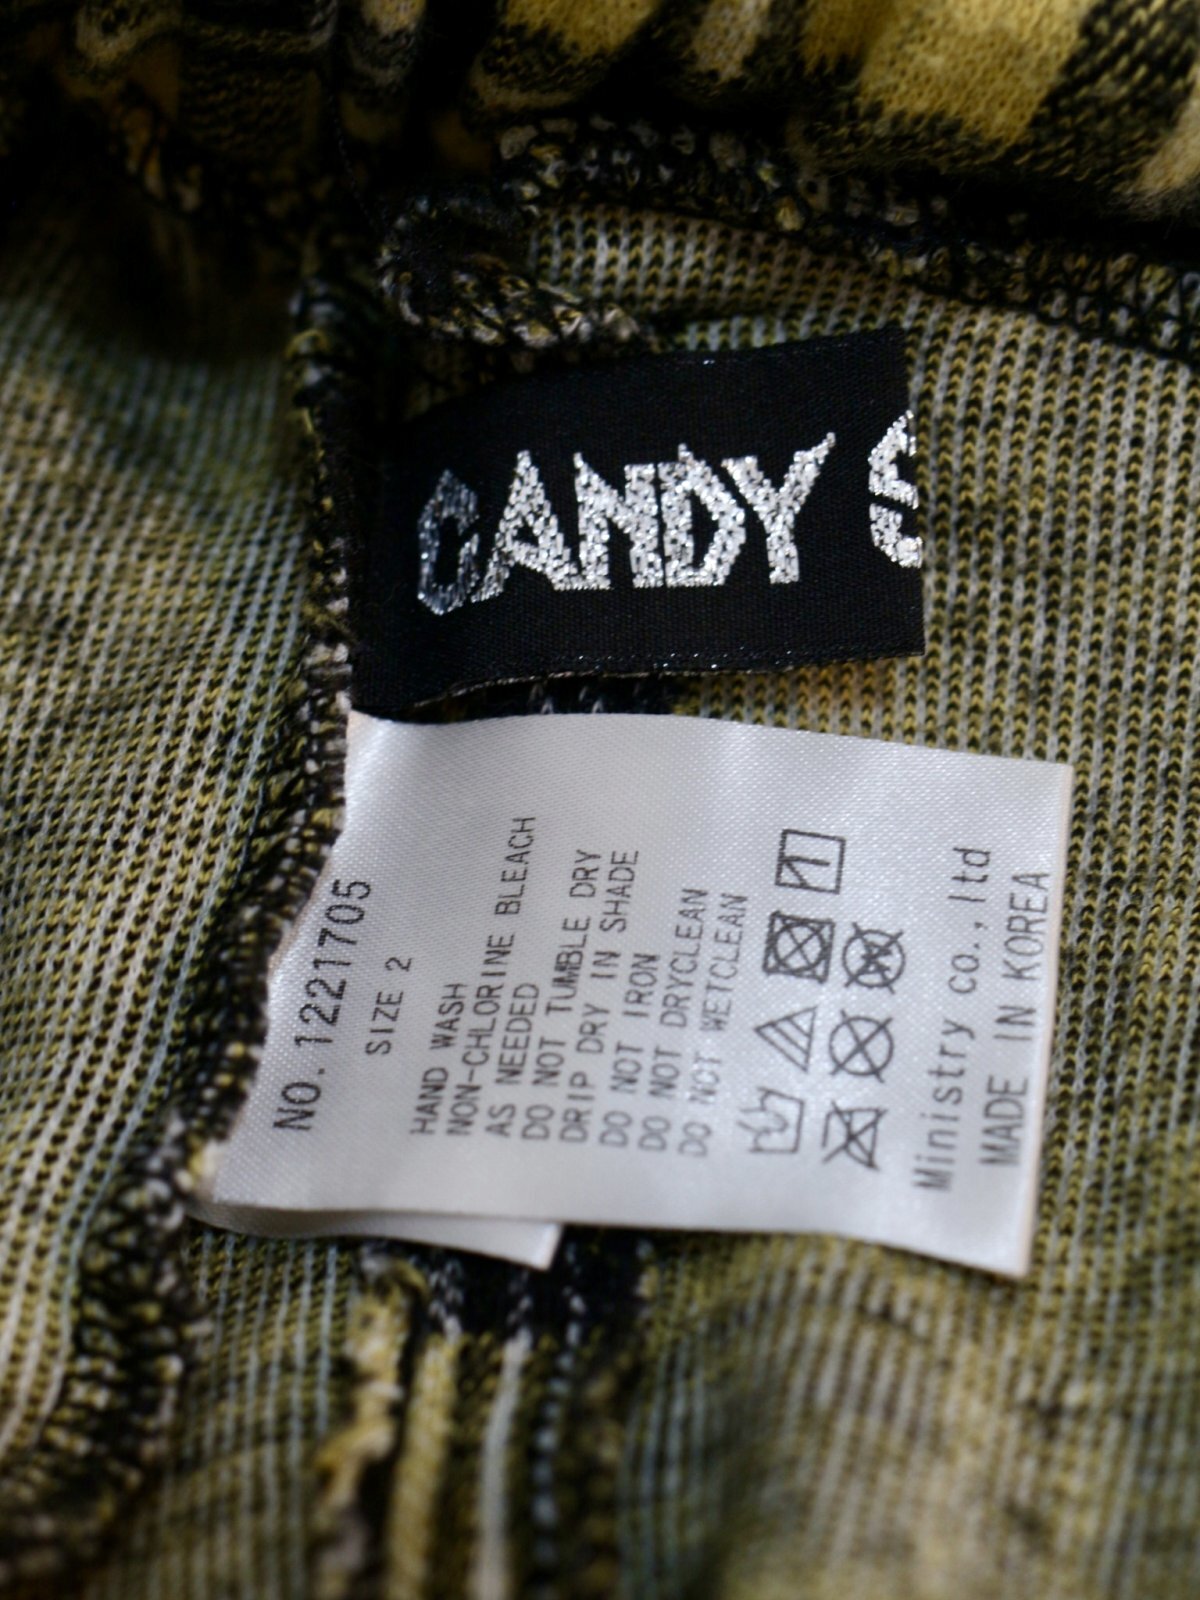 CANDY S
NO. 1221705
SIZE 2
HAND WASH
NON-CHLORINE BLEACH
AS NEEDED
DO NOT TUMBLE DRY
DRIP DRY IN SHADE
DO NOT IRON
DO NOT DRYCLEAN
DO NOT WETCLEAN
W
Ministry co.,ltd
MADE IN KOREA